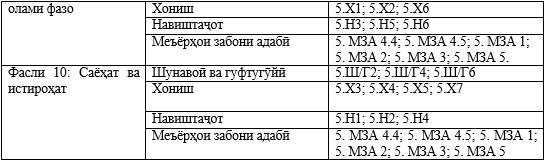 олами фазо
Хониш
5.Х1; 5.Х2; 5.Х6
Навиштаҷот
5.Н3; 5.Н5; 5.Н6
Меъёрҳои забони адабӣ
5. МЗА 4.4; 5. МЗА 4.5; 5. МЗА 1;
5. МЗА 2; 5. МЗА 3; 5. МЗА 5.
Фасли 10: Саёҳат ва
истироҳат
Шунавоӣ ва гуфтугӯйӣ
5.Ш/Г2; 5.Ш/Г4; 5.Ш/Г6
Хониш
5.Х3; 5.Х4; 5.Х5; 5.Х7
Навиштаҷот
5.Н1; 5.Н2; 5.Н4
Меъёрҳои забони адабӣ
5. МЗА 4.4; 5. МЗА 4.5; 5. МЗА 1;
5. МЗА 2; 5. МЗА 3; 5. МЗА 5